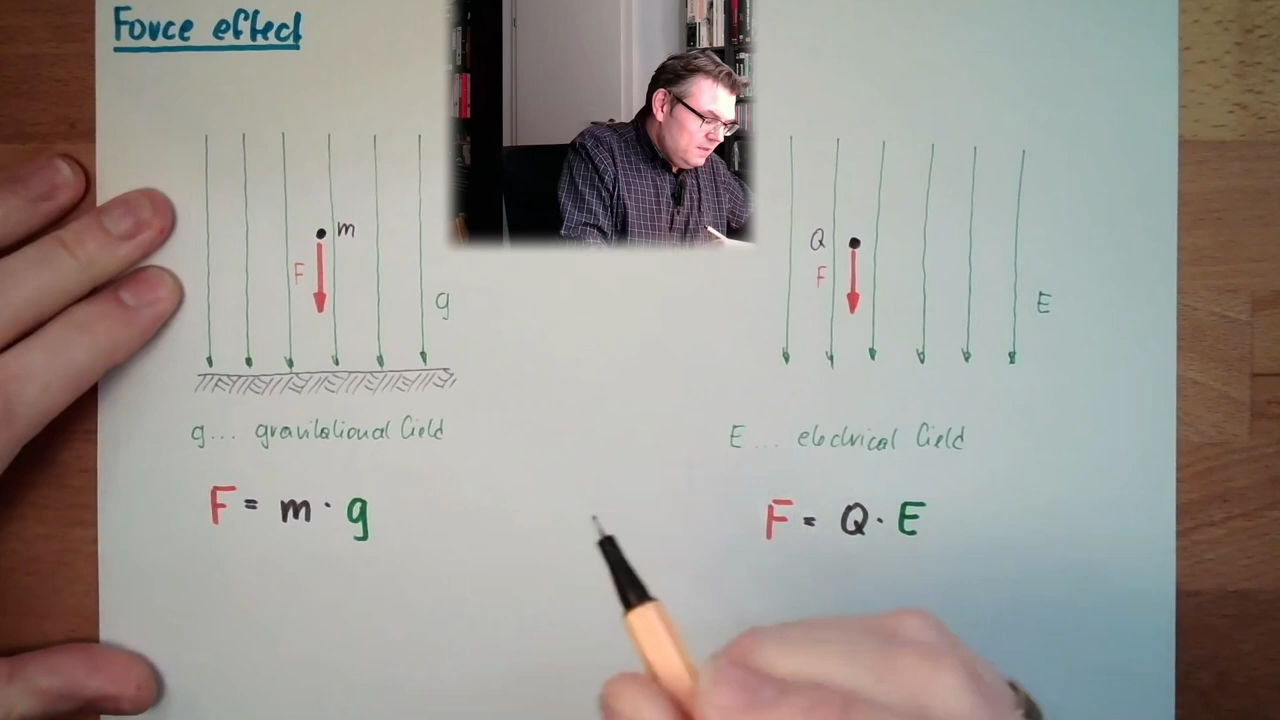 Force effect
m
F
g
g... gravitational field
F = m · g
Q
F
E
E ... electrical field
F = Q · E